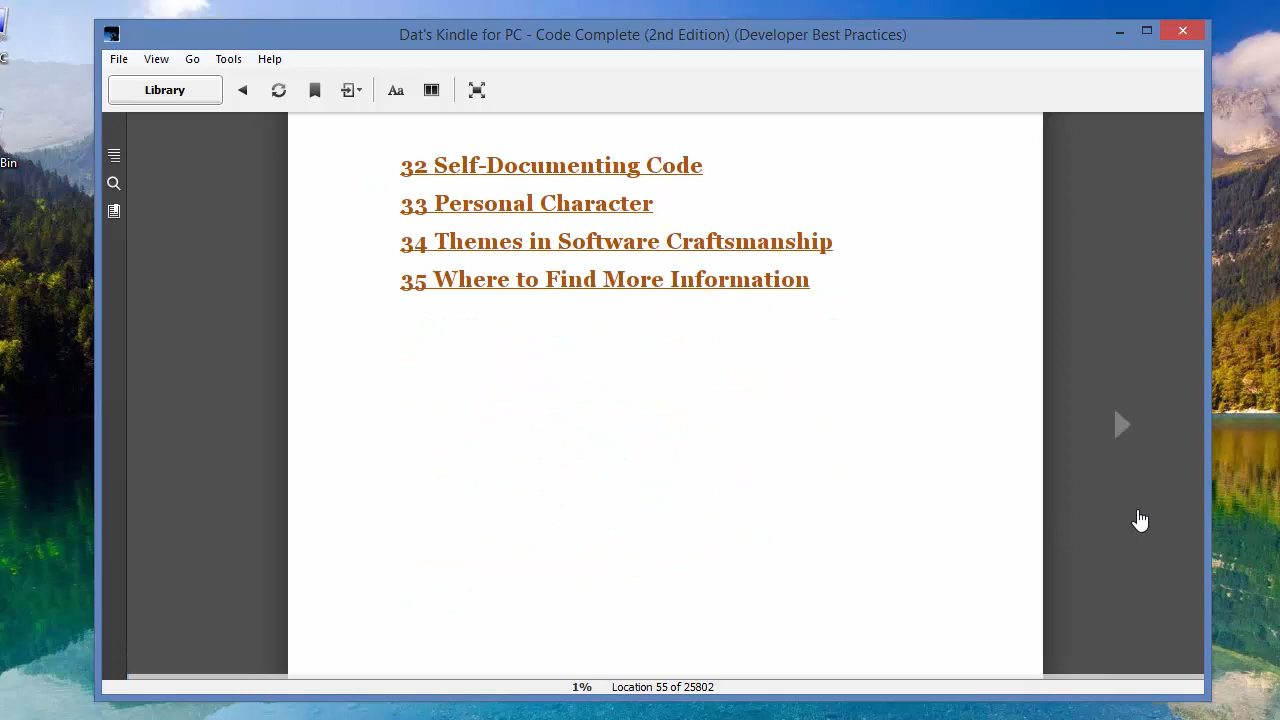 Dat's Kindle for PC - Code Complete (2nd Edition) (Developer Best Practices)
File View Go Tools Help
Library Aa
32 Self-Documenting Code
33 Personal Character
34 Themes in Software Craftsmanship
35 Where to Find More Information
Bin
1% Location 55 of 25802